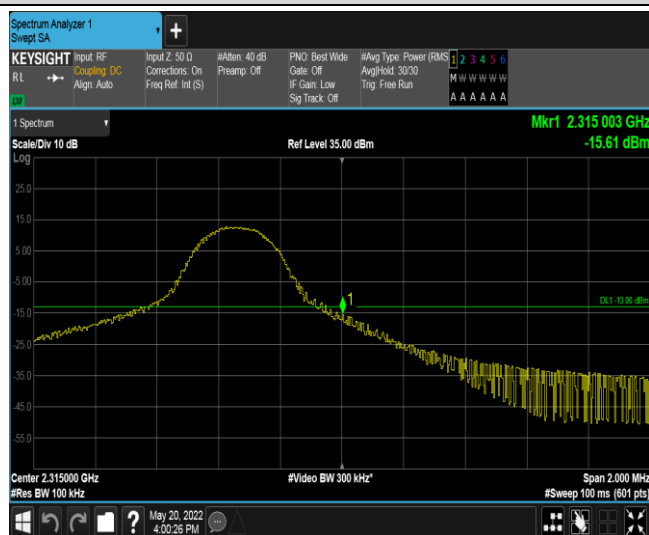 Spectrum Analyzer 1
Swept SA
KEYSIGHT
RL
LXI
Input: RF
Coupling: DC
Align: Auto
Input Z: 50 Ω
Corrections: On
Freq Ref: Int (S)
#Atten: 40 dB
Preamp: Off
PNO: Best Wide
Gate: Off
IF Gain: Low
Sig Track: Off
#Avg Type: Power (RMS
Avg|Hold: 30/30
Trig: Free Run
1 2 3 4 5 6
M W W W W W
A A A A A A
1 Spectrum
Mkr1 2.315 003 GHz
Scale/Div 10 dB
Ref Level 35.00 dBm
-15.61 dBm
Log
25.0
15.0
5.00
-5.00
1
DL1 -13.00 dBm
-15.0
-25.0
-35.0
-45.0
-55.0
Center 2.315000 GHz
#Video BW 300 kHz*
Span 2.000 MHz
#Res BW 100 kHz
#Sweep 100 ms (601 pts)
?
May 20, 2022
4:00:26 PM